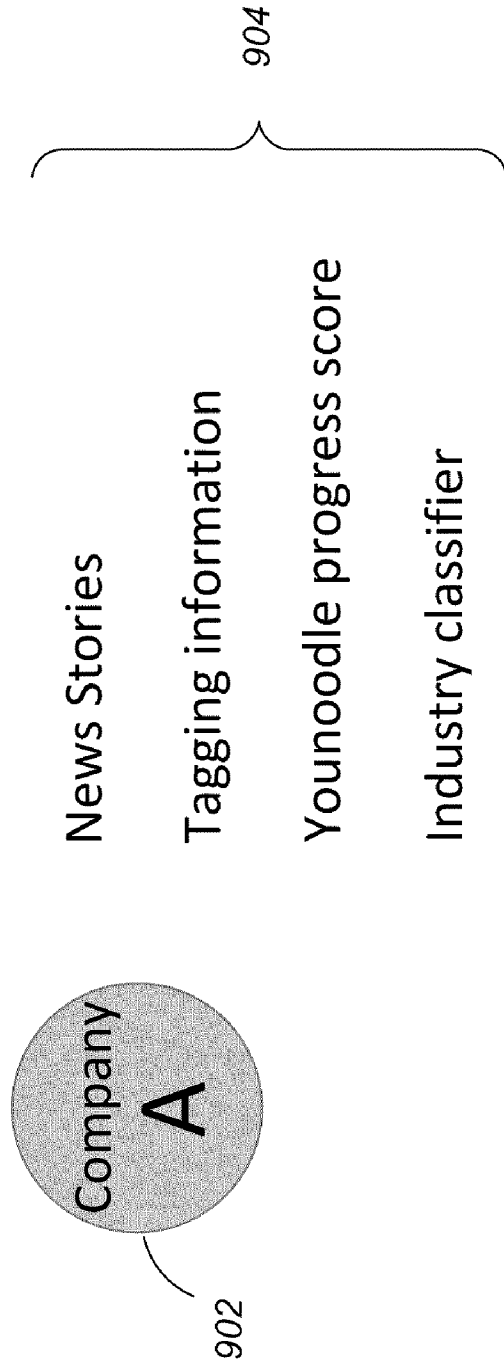 Company
A
902
News Stories
Tagging information
Younoodle progress score
Industry classifier
904